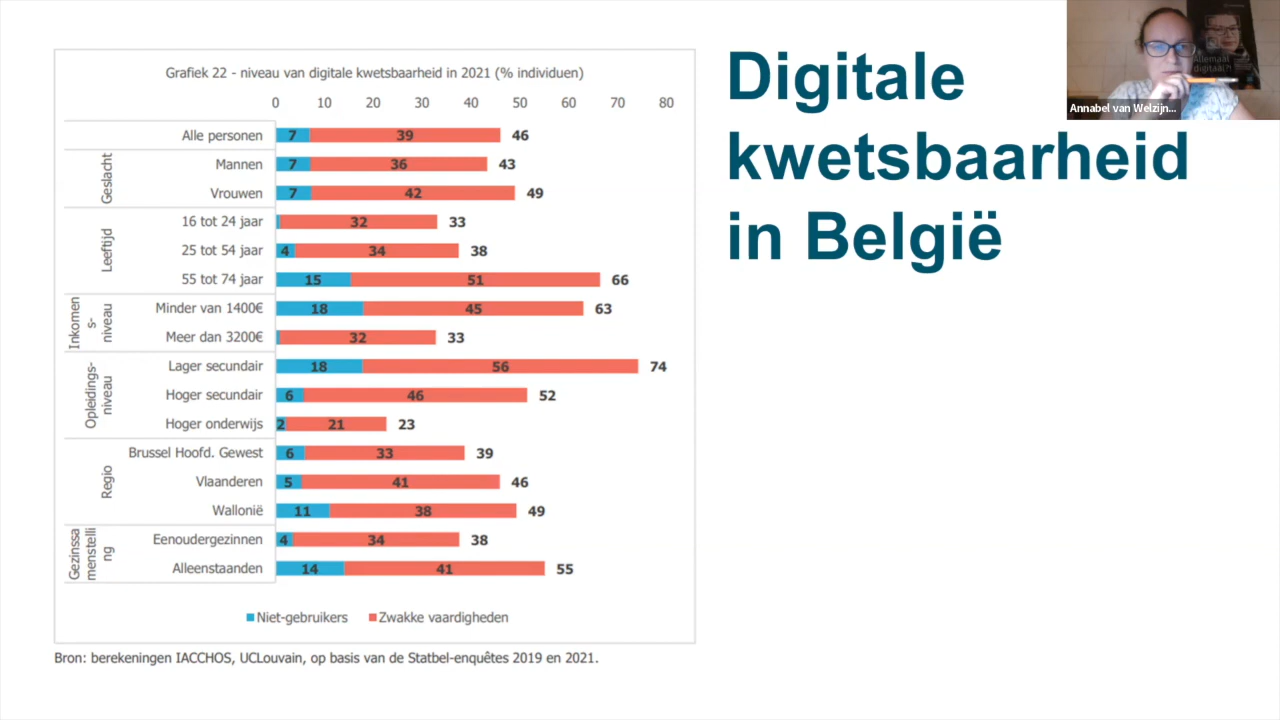 Grafiek 22 - niveau van digitale kwetsbaarheid in 2021 (% individuen)
0 10 20 30 40 50 60 70 80
Alle personen 7 39 46
Geslacht
Mannen 7 36 43
Vrouwen 7 42 49
Leeftijd
16 tot 24 jaar 32 33
25 tot 54 jaar 4 34 38
55 tot 74 jaar 15 51 66
Inkomen
s-
niveau
Minder van 1400€ 18 45 63
Meer dan 3200€ 32 33
Opleidings-
niveau
Lager secundair 18 56 74
Hoger secundair 6 46 52
Hoger onderwijs 2 21 23
Regio
Brussel Hoofd. Gewest 6 33 39
Vlaanderen 5 41 46
Wallonië 11 38 49
Gezinssa
menstelli
ng
Eenoudergezinnen 4 34 38
Alleenstaanden 14 41 55
Niet-gebruikers Zwakke vaardigheden
Bron: berekeningen IACCHOS, UCLouvain, op basis van de Statbel-enquêtes 2019 en 2021.
Digitale
kwetsbaarheid
in België
Allemaal
digitaal?!
Annabel van Welzijn...